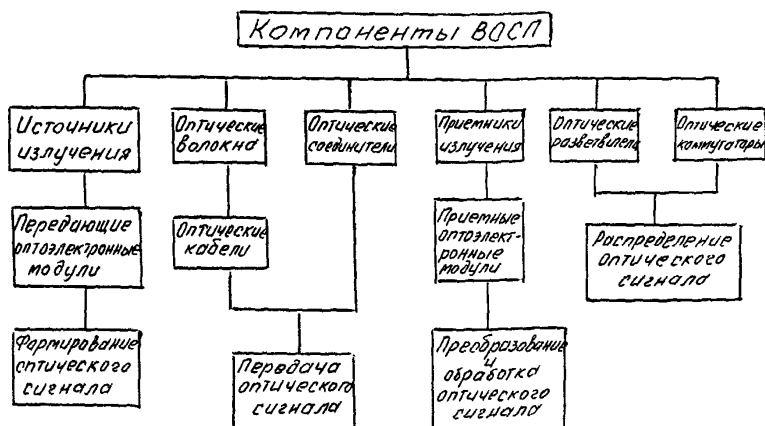 Компаненты ВОСП
Источники
излучения
Оптические
волокна
Оптические
соединители
Приемники
излучения
Оптические
разветвители
Оптические
коммутаторы
Передающие
оптоэлектронные
модули
Оптические
кабели
Приемные
оптоэлект-
ронные
модули
Распределение
оптического
сигнала
Формирование
оптического
сигнала
Передача
оптического
сигнала
Преобразование
и
обработка
оптического
сигнала